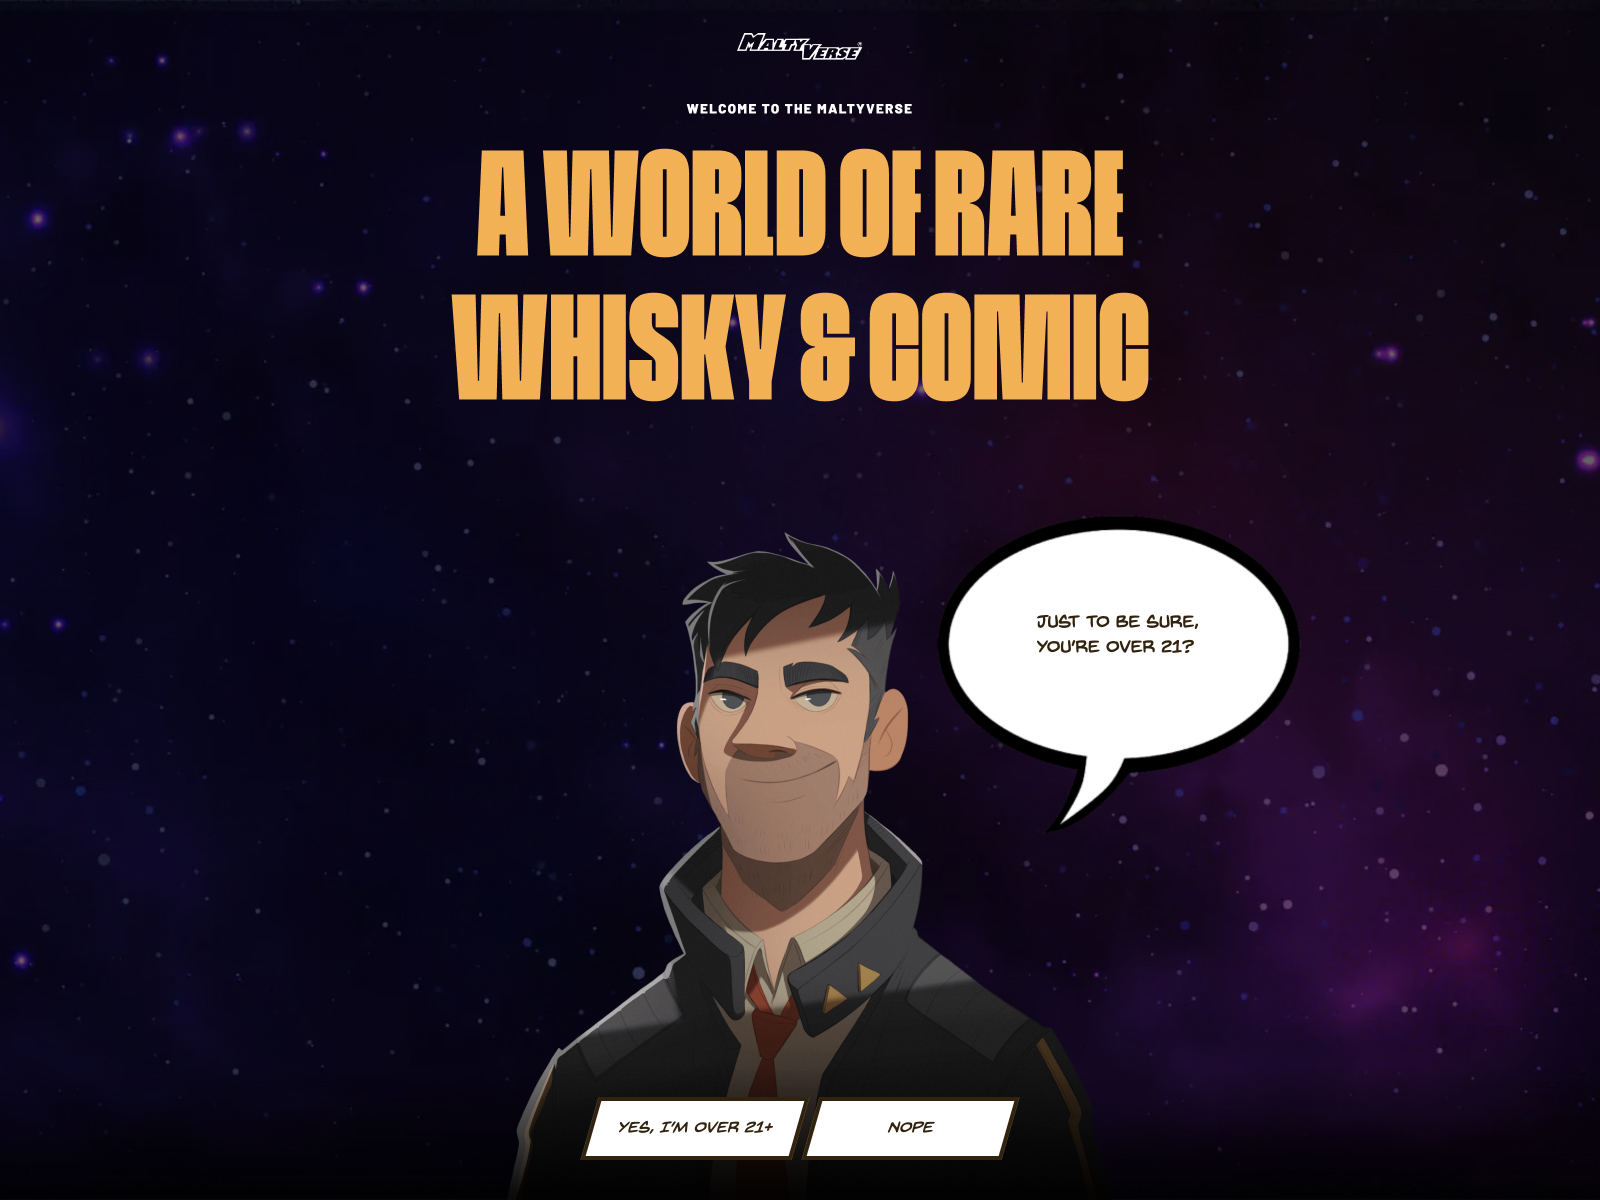 MALTYVERSE
WELCOME TO THE MALTYVERSE
A WORLD OF RARE
WHISKY & COMIC
JUST TO BE SURE,
YOU'RE OVER 21?
YES, I'M OVER 21+
NOPE